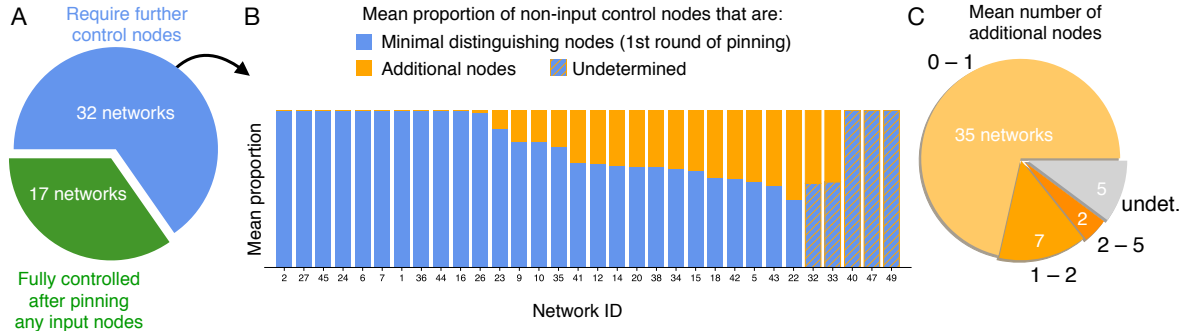 A
Require further
control nodes
32 networks
17 networks
Fully controlled
after pinning
any input nodes
B
Mean proportion of non-input control nodes that are:
Minimal distinguishing nodes (1st round of pinning)
Additional nodes
Undetermined
Mean proportion
2 27 45 24 6 7 1 36 44 16 26 23 9 10 35 41 12 14 20 38 34 15 18 42 5 43 22 32 33 40 47 49
Network ID
C
Mean number of
additional nodes
0 – 1
35 networks
5
undet.
2
2 – 5
7
1 – 2